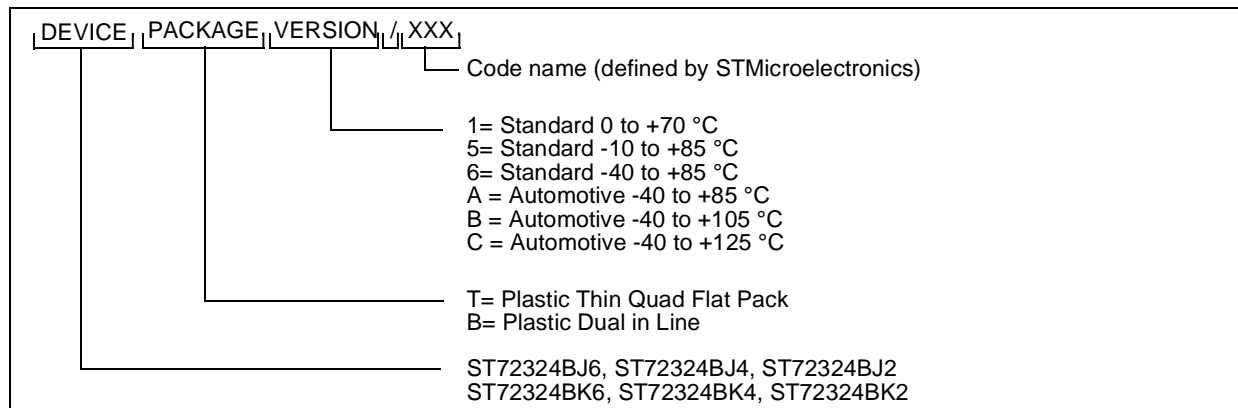 DEVICE PACKAGE VERSION / XXX
Code name (defined by STMicroelectronics)
1= Standard 0 to +70 °C
5= Standard -10 to +85 °C
6= Standard -40 to +85 °C
A = Automotive -40 to +85 °C
B = Automotive -40 to +105 °C
C = Automotive -40 to +125 °C
T= Plastic Thin Quad Flat Pack
B= Plastic Dual in Line
ST72324BJ6, ST72324BJ4, ST72324BJ2
ST72324BK6, ST72324BK4, ST72324BK2